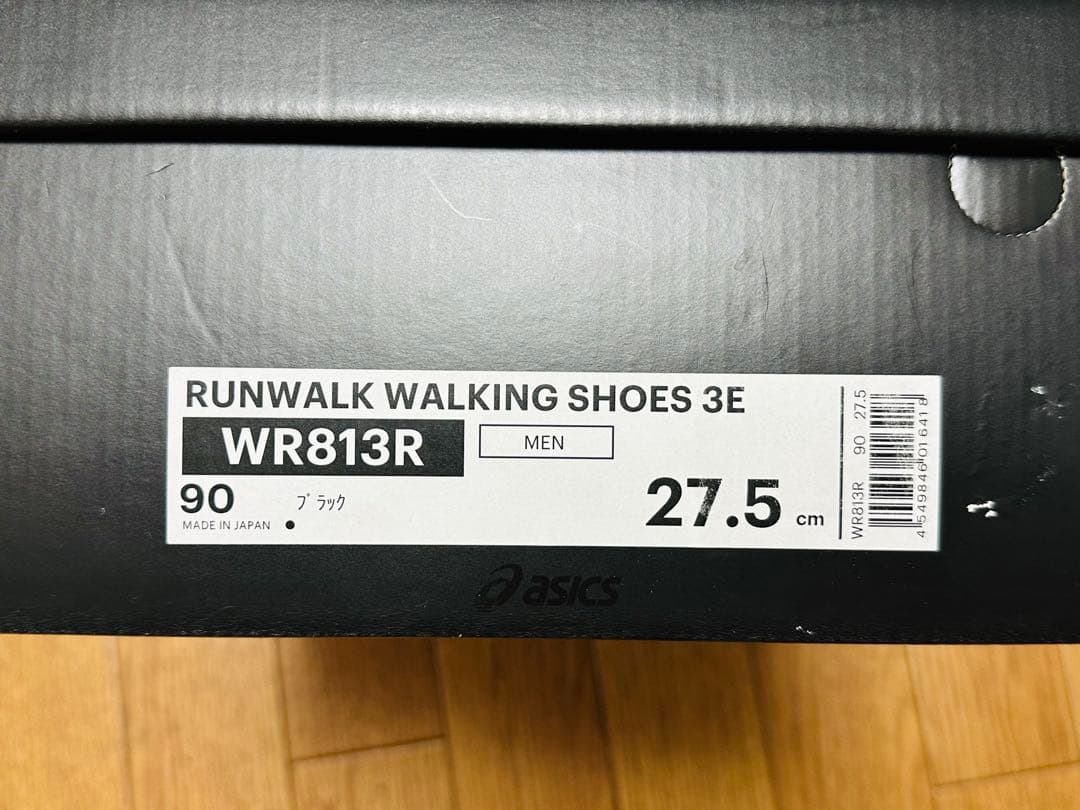 RUNWALK WALKING SHOES 3E
WR813R
MEN
90 ﾌﾞﾗｯｸ
MADE IN JAPAN ●
27.5 cm
WR813R 90 27.5
4549846016418
asics